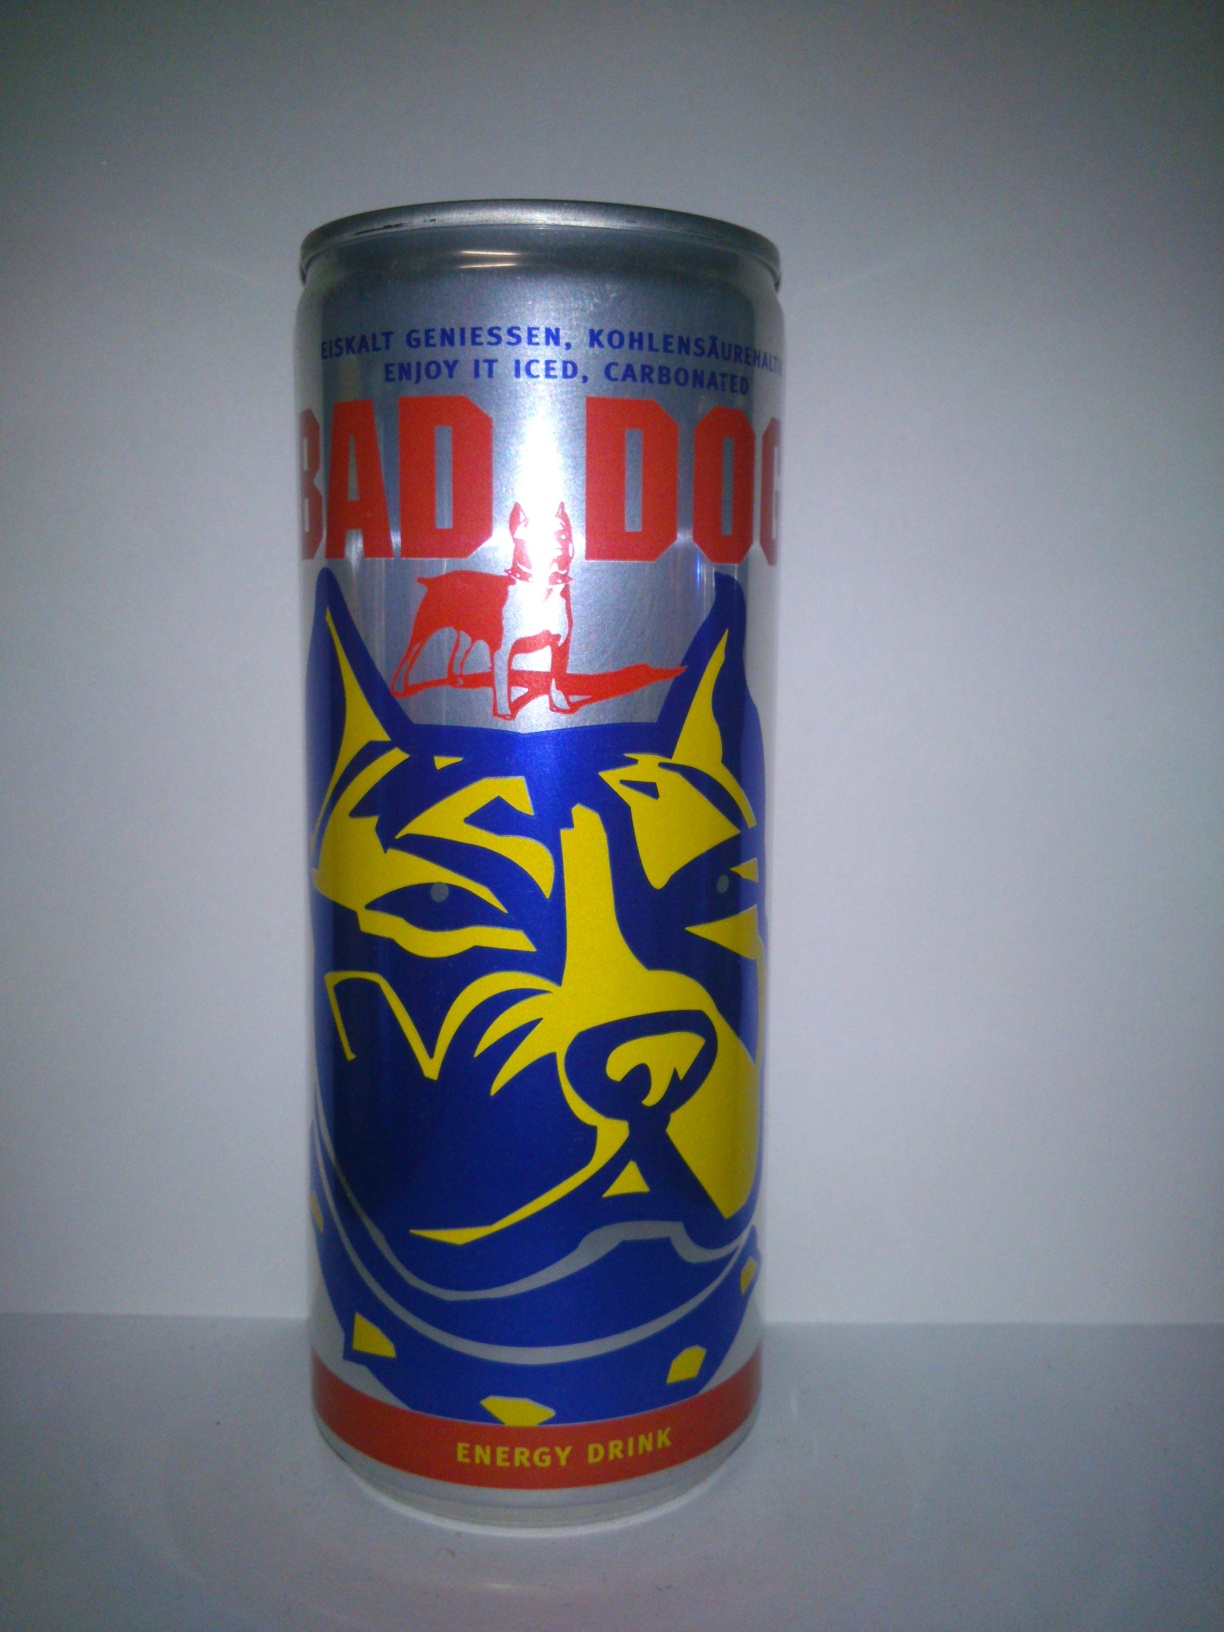 EISKALT GENIESSEN, KOHLENSÄUREHALTIG
ENJOY IT ICED, CARBONATED
BAD DOG
ENERGY DRINK